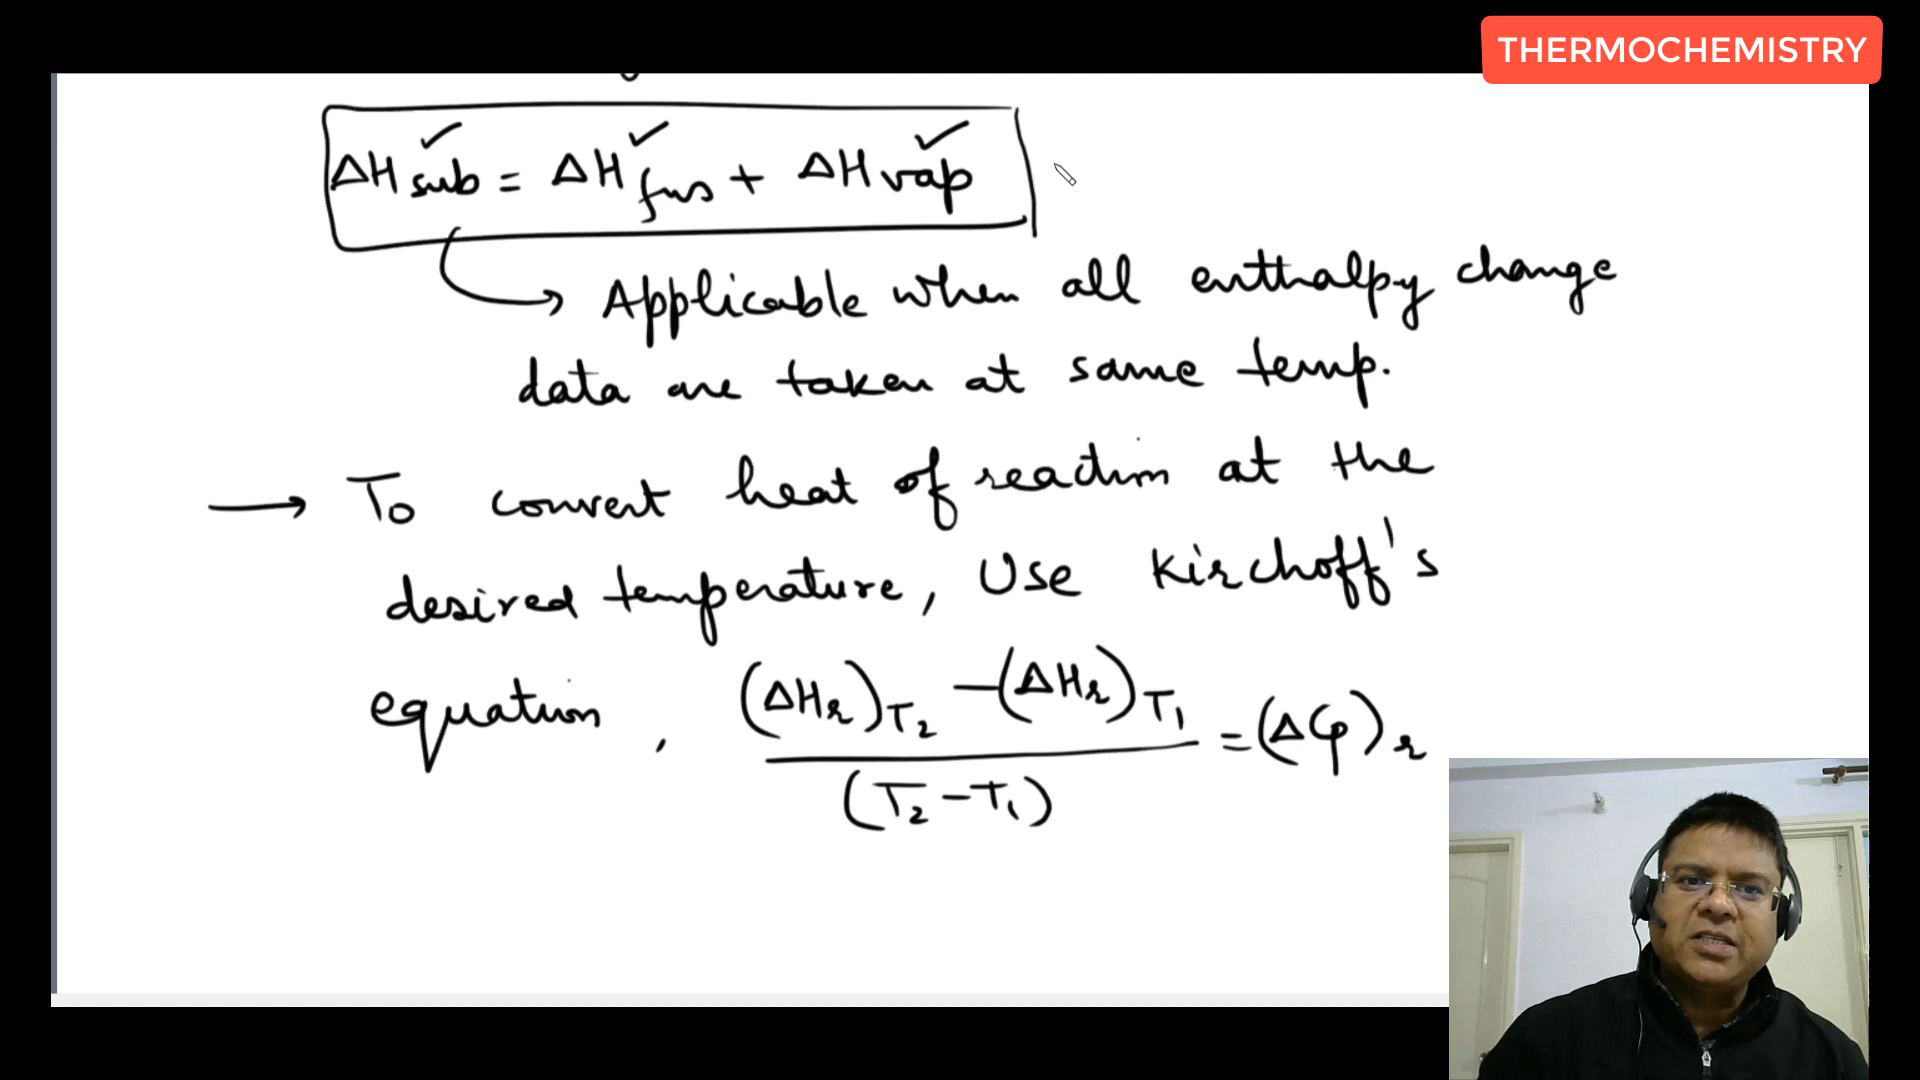 THERMOCHEMISTRY
ΔHsub = ΔHfus + ΔHvap
Applicable when all enthalpy change
data are taken at same temp.
→ To convert heat of reaction at the
desired temperature, Use Kirchoff's
equation, ((ΔHr)T2 - (ΔHr)T1) / (T2 - T1) = (ΔCp)r